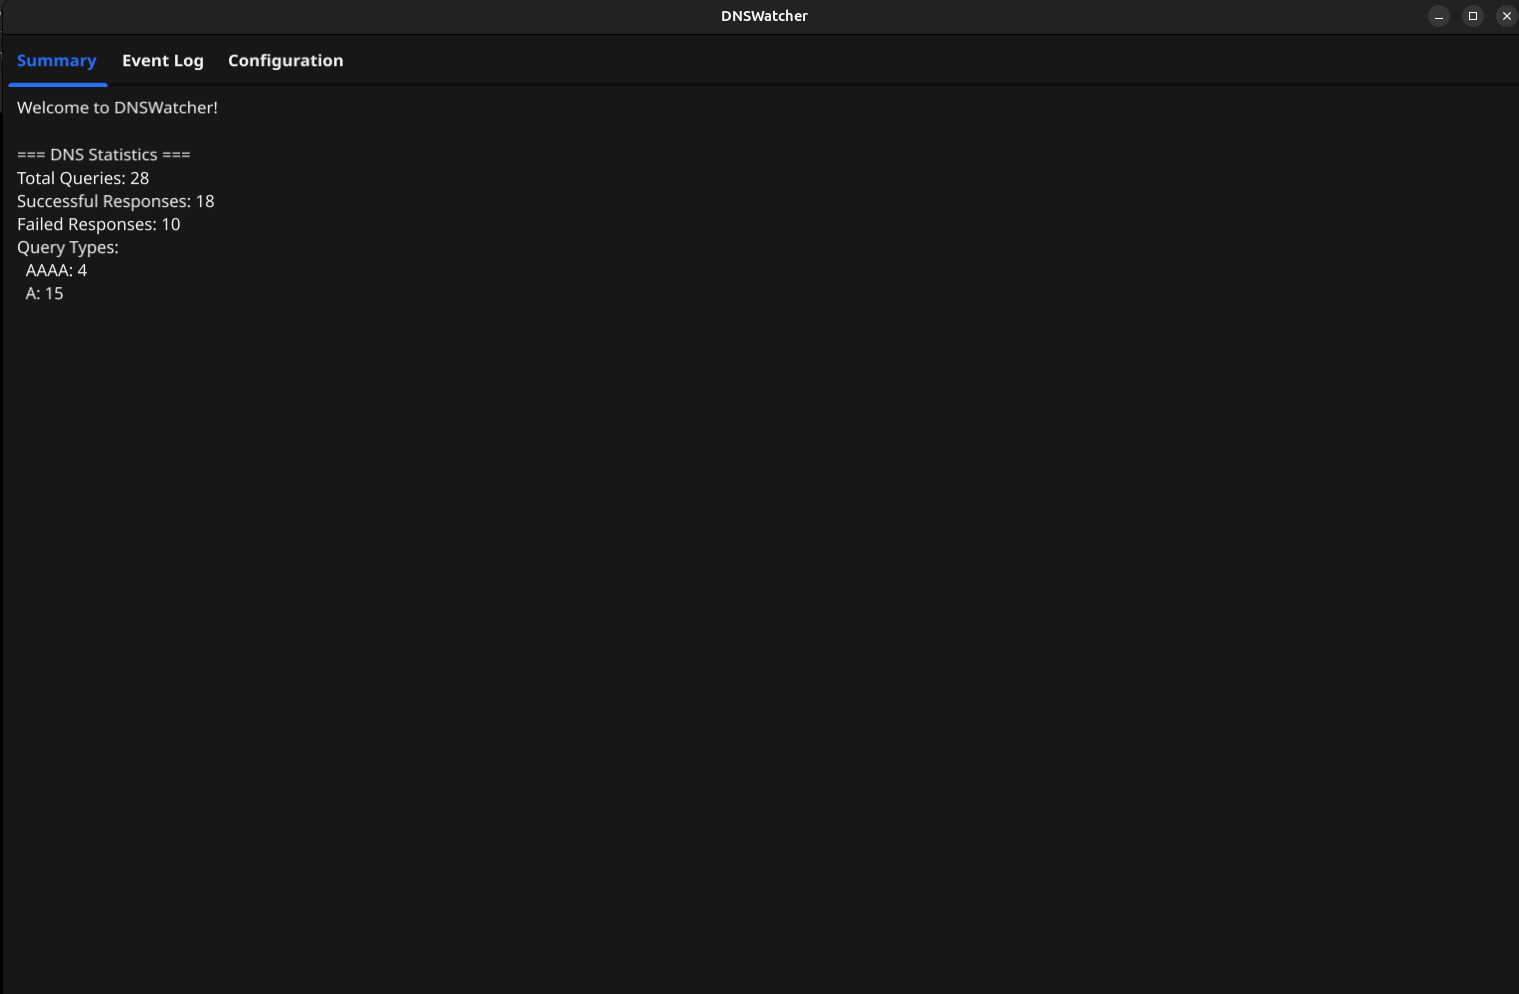 DNSWatcher
Summary Event Log Configuration
Welcome to DNSWatcher!
=== DNS Statistics ===
Total Queries: 28
Successful Responses: 18
Failed Responses: 10
Query Types:
AAAA: 4
A: 15